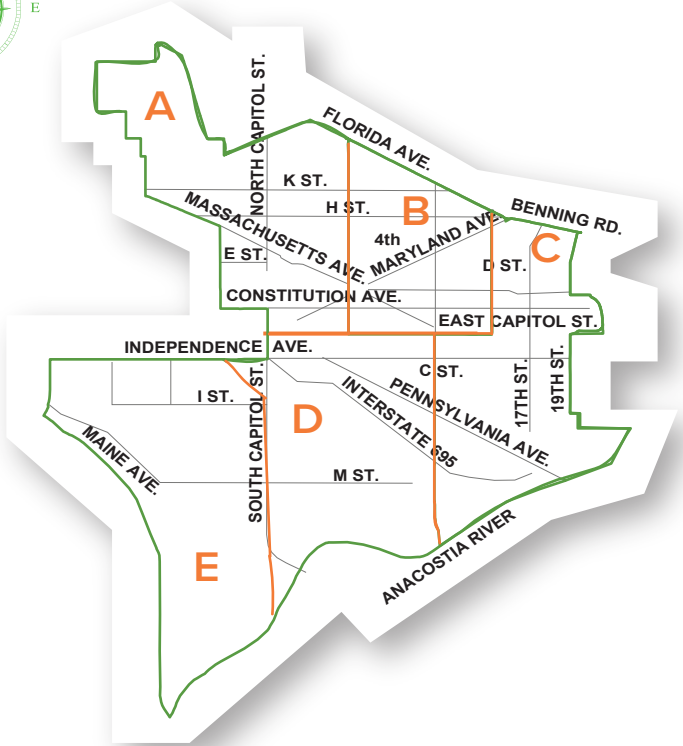 E
A
NORTH CAPITOL ST.
FLORIDA AVE.
K ST.
H ST.
B
BENNING RD.
MASSACHUSETTS AVE.
4th
MARYLAND AVE.
C
E ST.
D ST.
CONSTITUTION AVE.
EAST CAPITOL ST.
INDEPENDENCE AVE.
C ST.
17TH ST.
19TH ST.
I ST.
SOUTH CAPITOL ST.
D
INTERSTATE 695
PENNSYLVANIA AVE.
MAINE AVE.
M ST.
E
ANACOSTIA RIVER